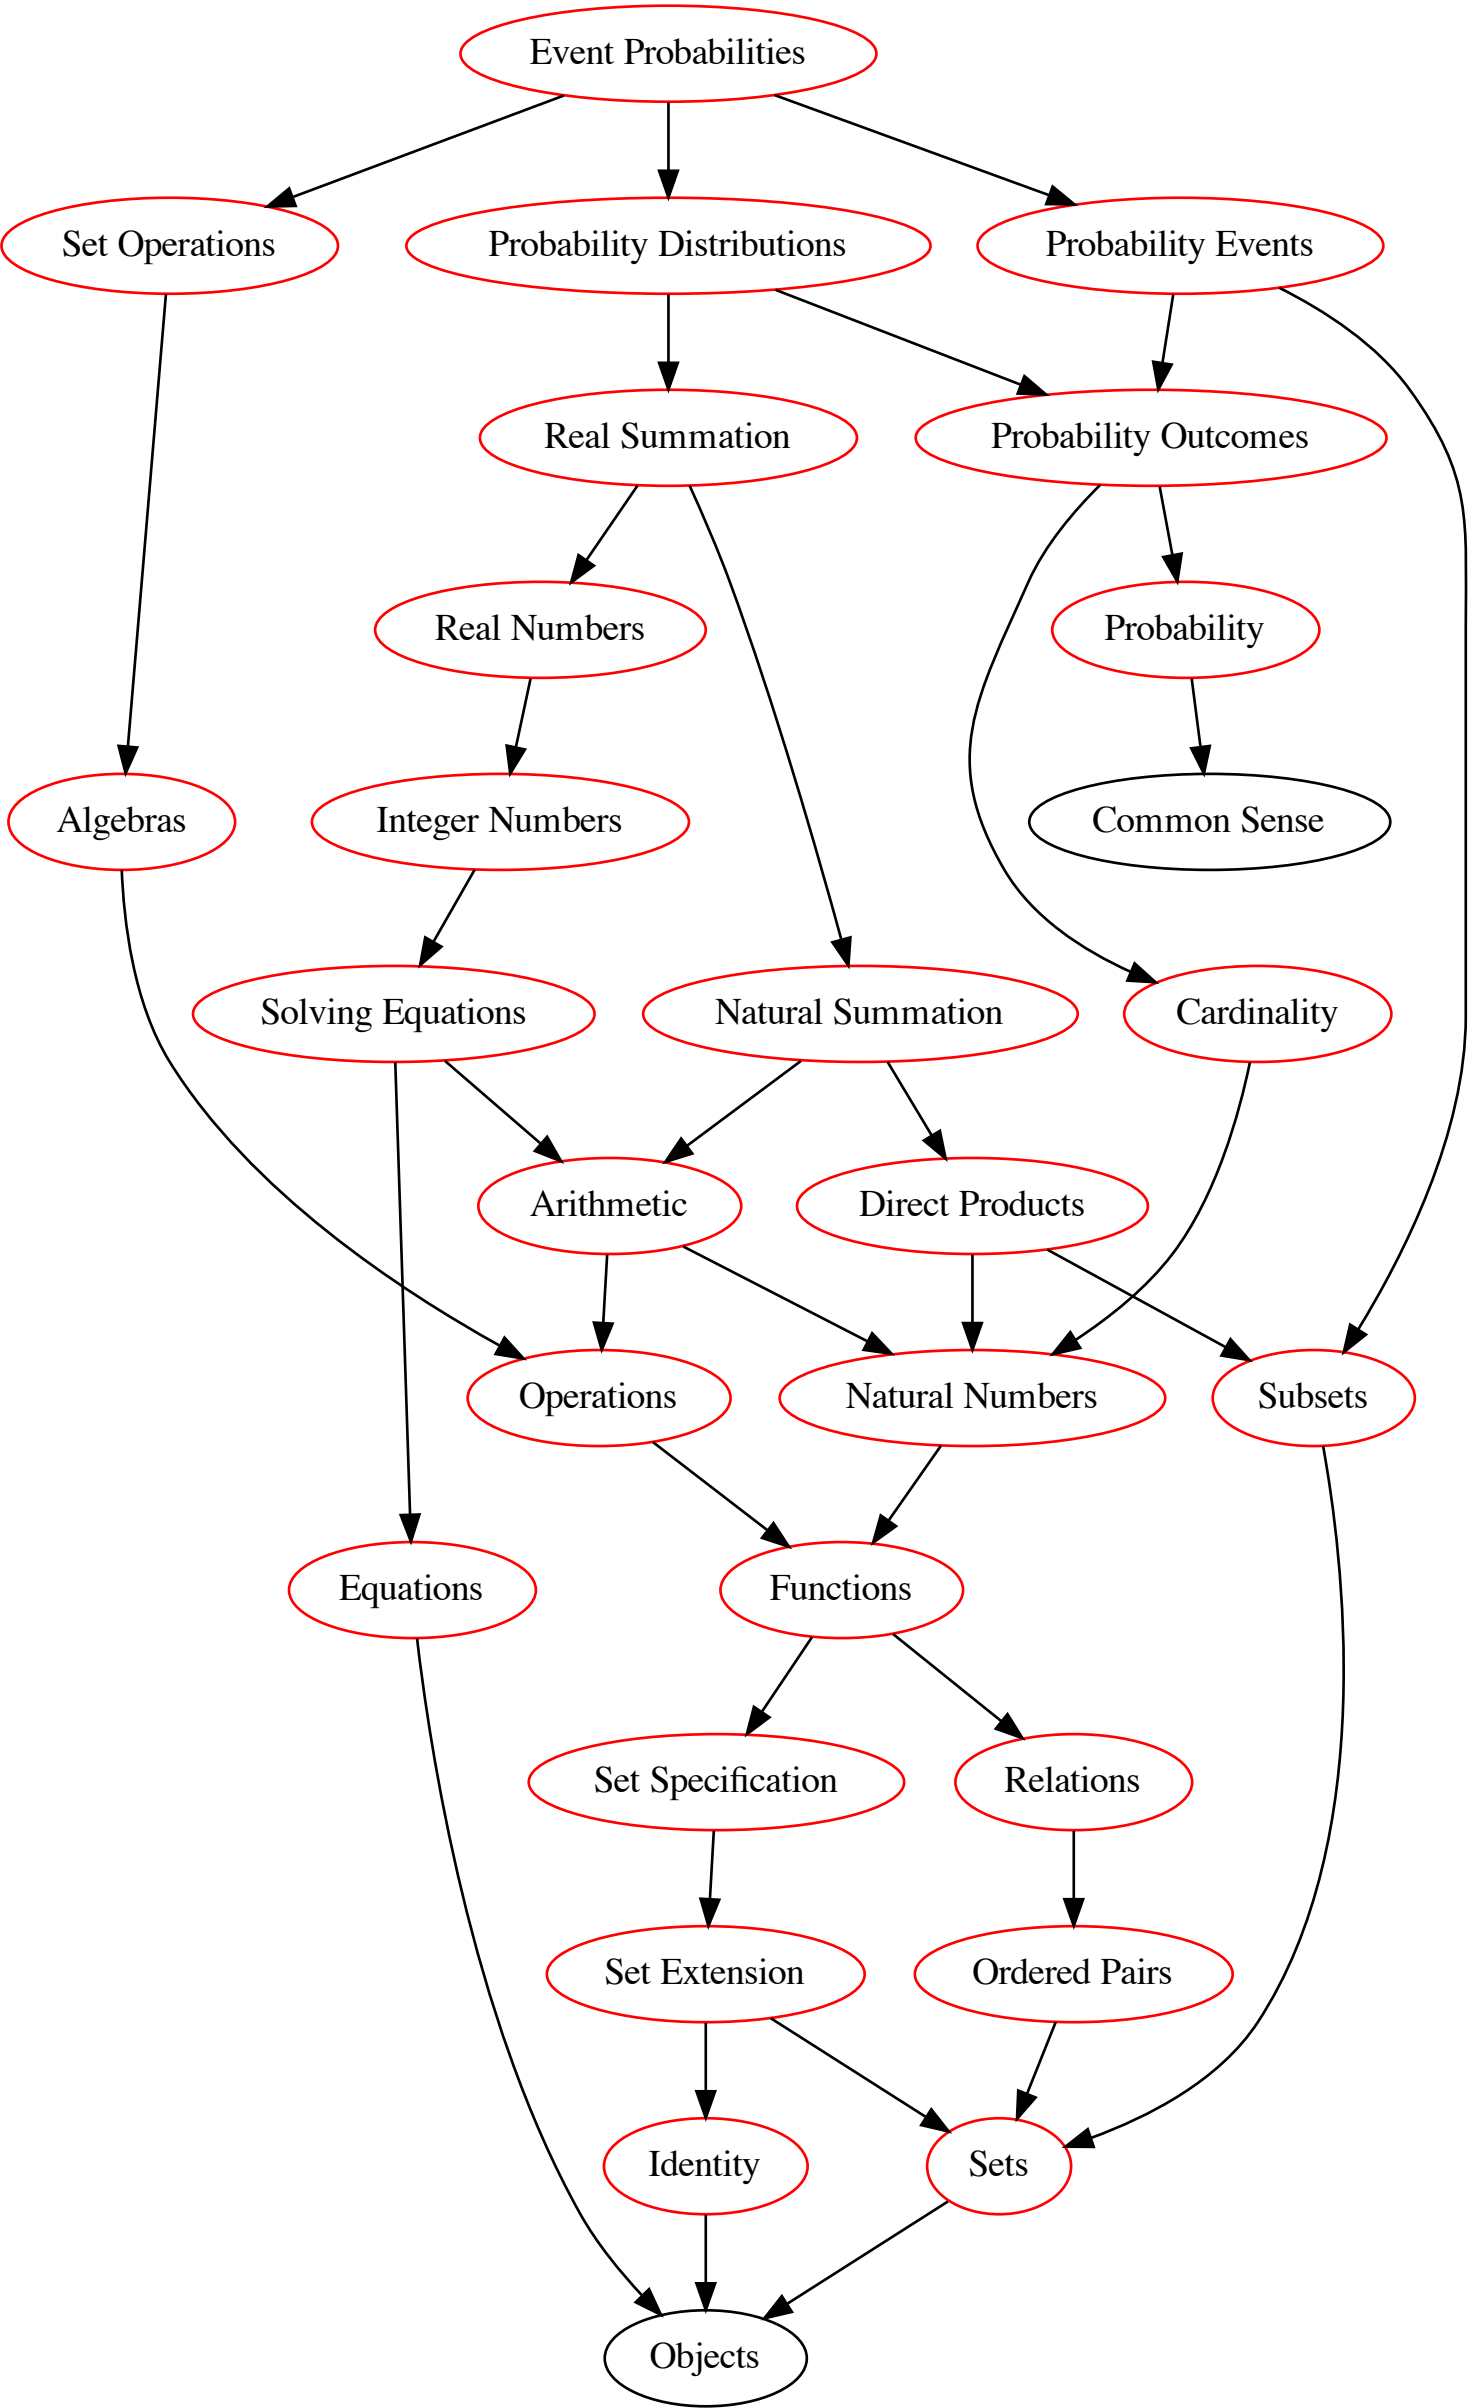 Event Probabilities
Set Operations
Probability Distributions
Probability Events
Real Summation
Probability Outcomes
Real Numbers
Probability
Algebras
Integer Numbers
Common Sense
Solving Equations
Natural Summation
Cardinality
Arithmetic
Direct Products
Operations
Natural Numbers
Subsets
Equations
Functions
Set Specification
Relations
Set Extension
Ordered Pairs
Identity
Sets
Objects